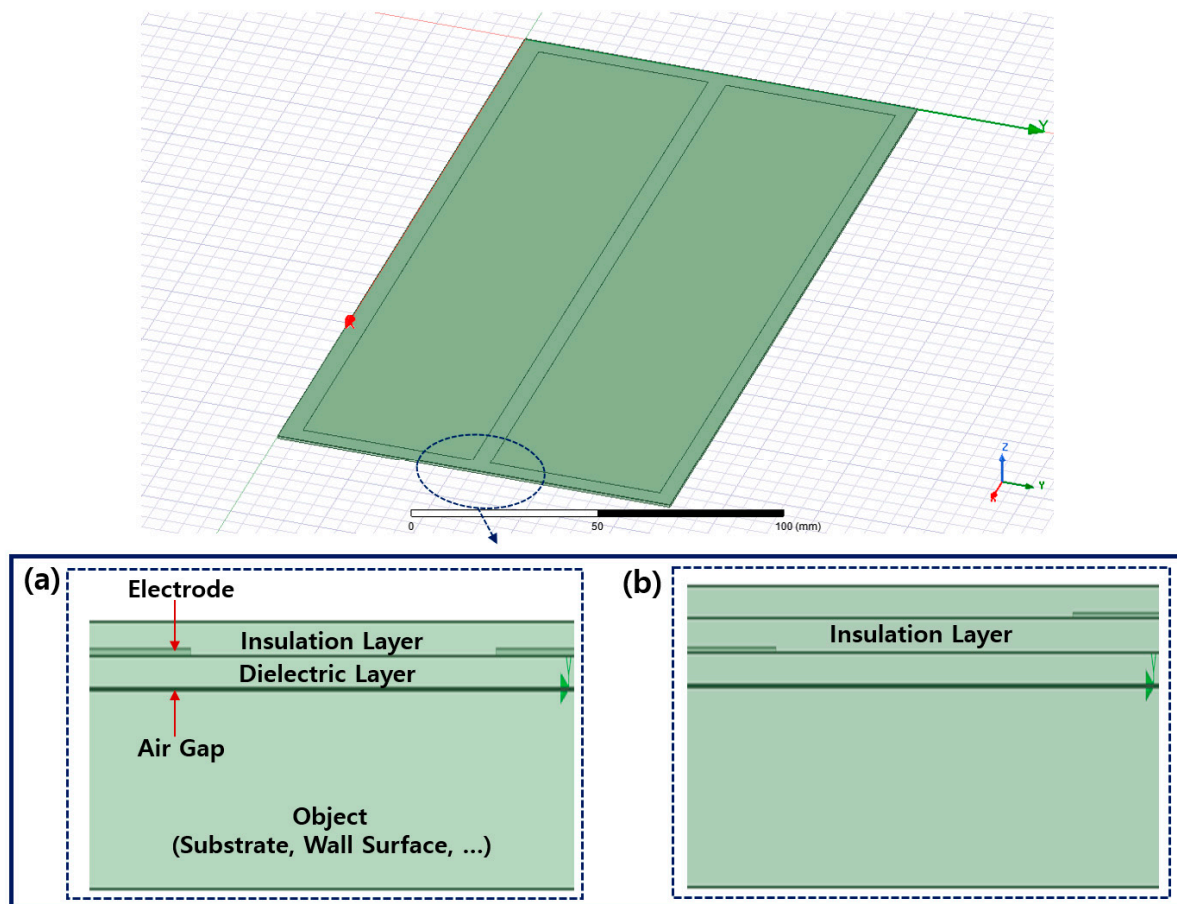 Y
Z
Y
0
50
100 (mm)
(a)
Electrode
Insulation Layer
Dielectric Layer
Air Gap
Object
(Substrate, Wall Surface, ...)
(b)
Insulation Layer